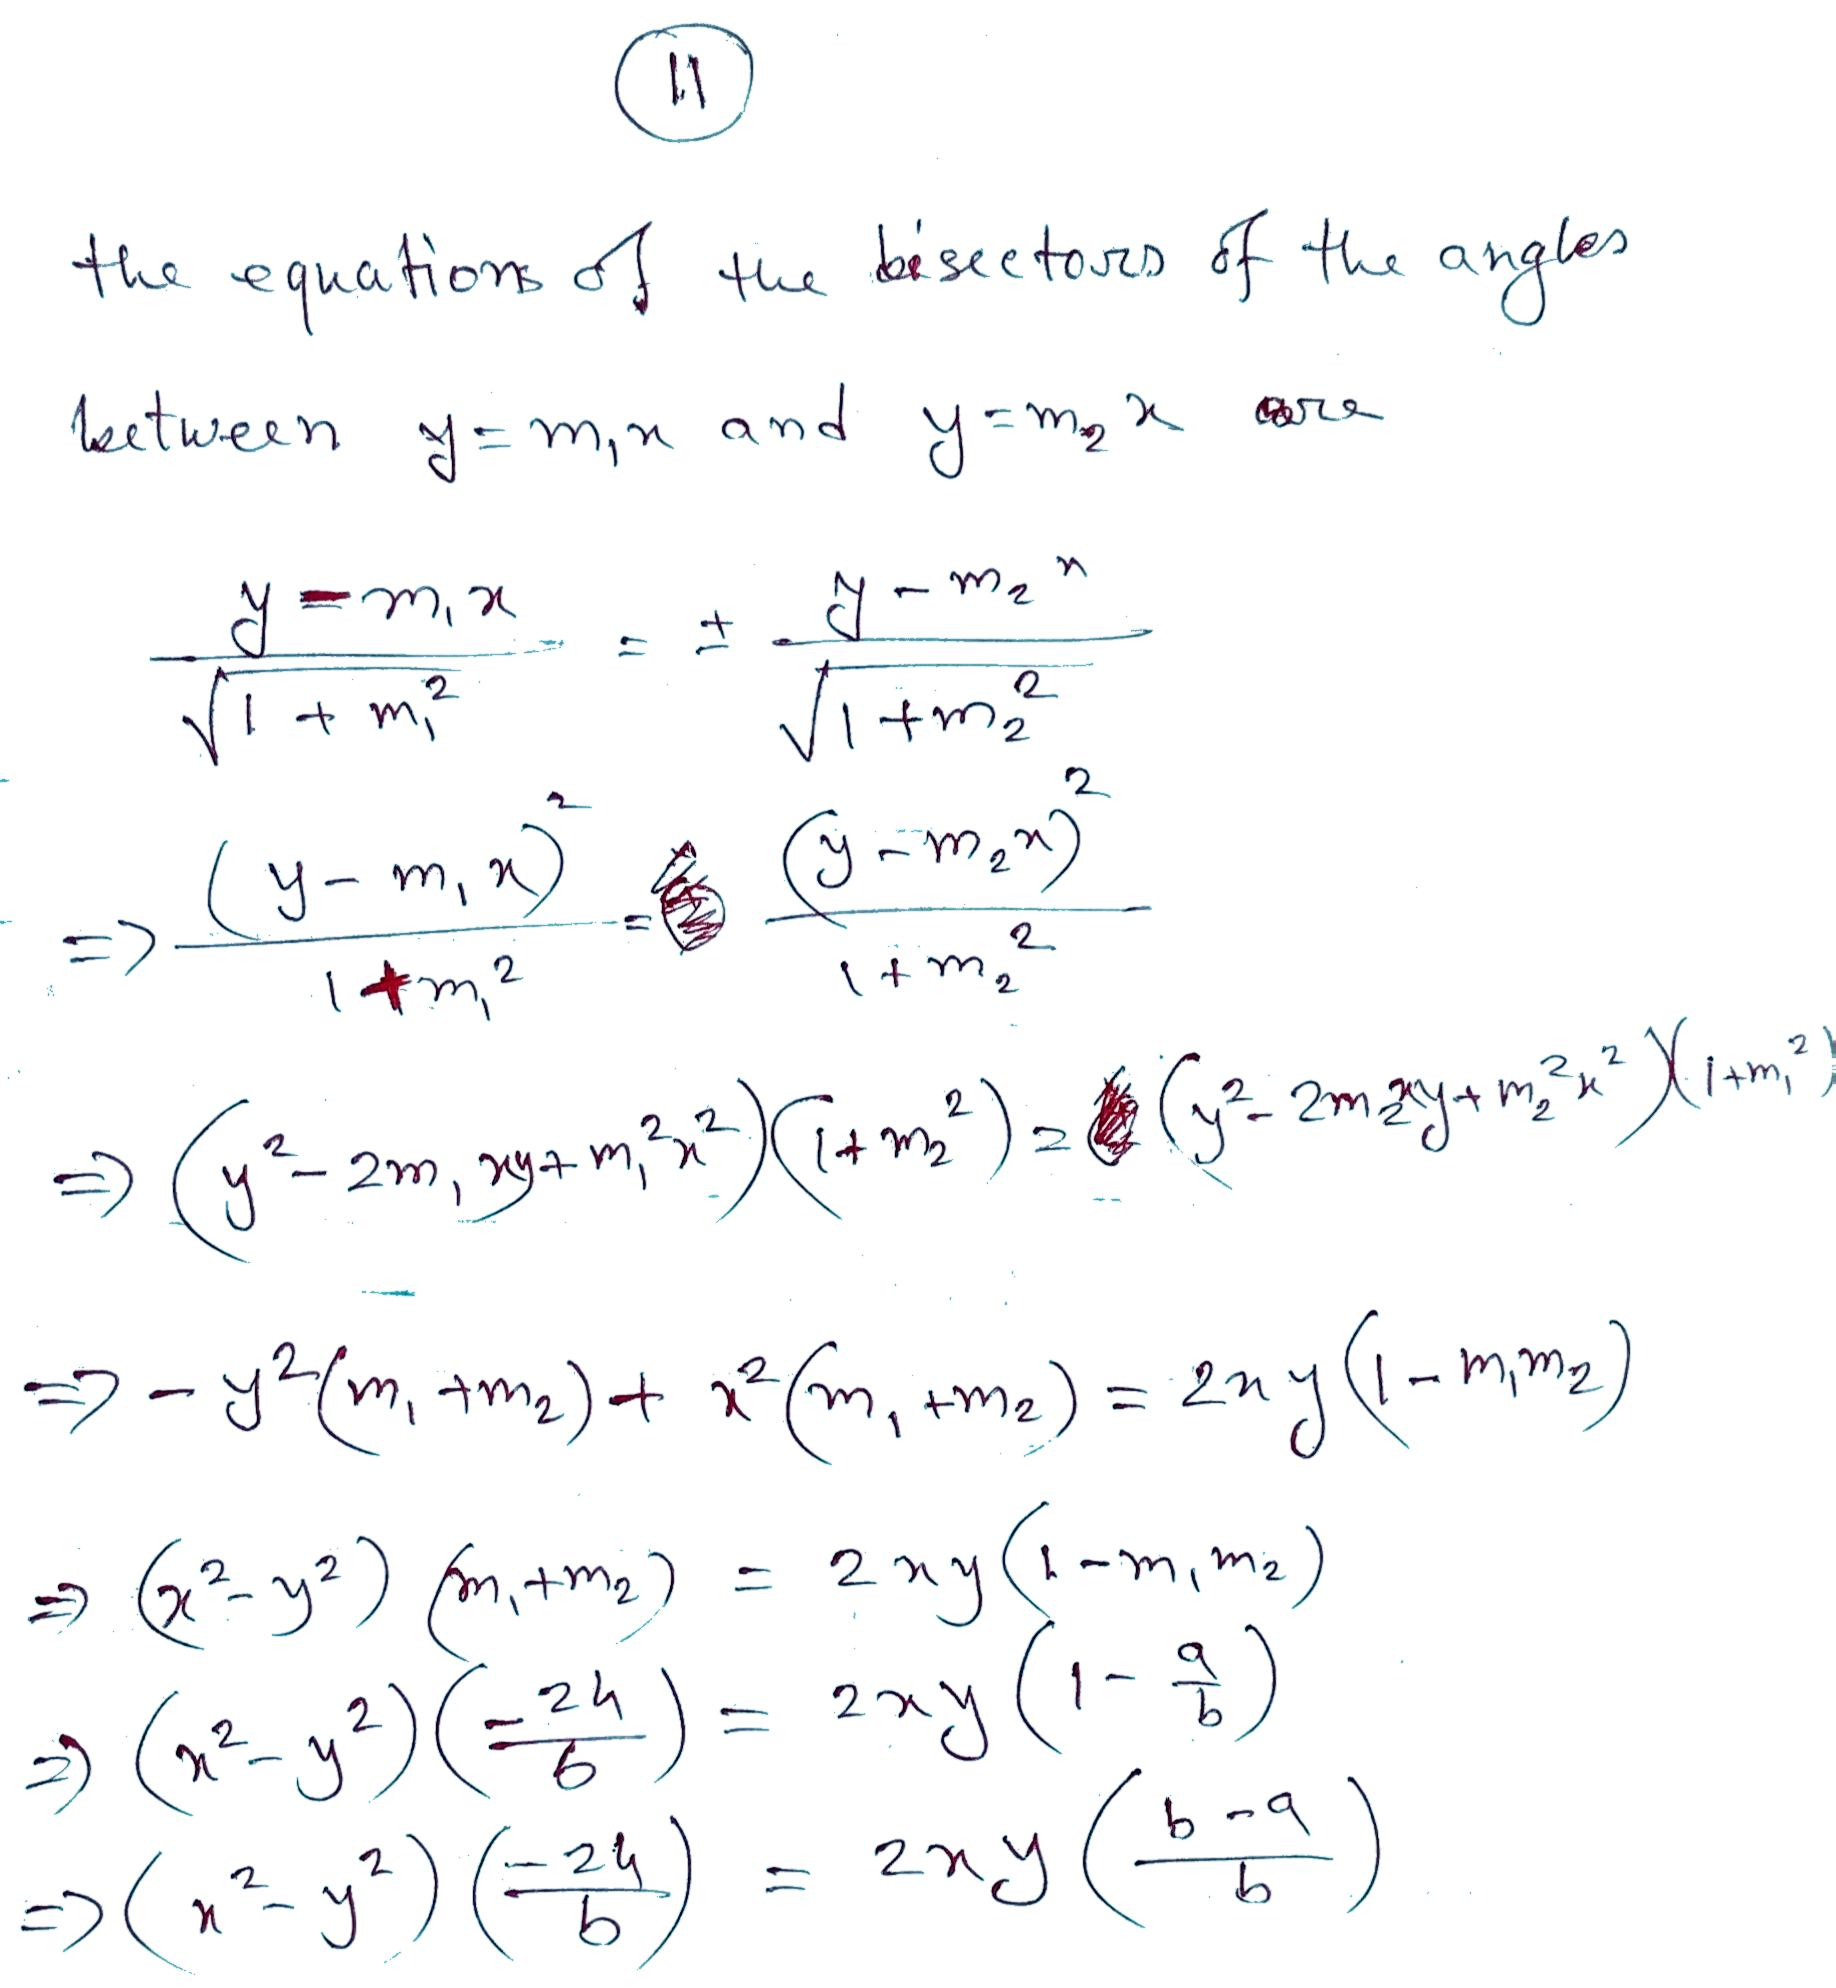 11
the equations of the bisectors of the angles
between y = m₁x and y = m₂x are
(y - m₁x)/√(1 + m₁²) = ± (y - m₂x)/√(1 + m₂²)
=> (y - m₁x)²/(1 + m₁²) = (y - m₂x)²/(1 + m₂²)
=> (y² - 2m₁xy + m₁²x²)(1 + m₂²) = (y² - 2m₂xy + m₂²x²)(1 + m₁²)
=> - y²(m₁ + m₂) + x²(m₁ + m₂) = 2xy(1 - m₁m₂)
=> (x² - y²)(m₁ + m₂) = 2xy(1 - m₁m₂)
=> (x² - y²)(-2h/b) = 2xy(1 - a/b)
=> (x² - y²)(-2h/b) = 2xy((b - a)/b)